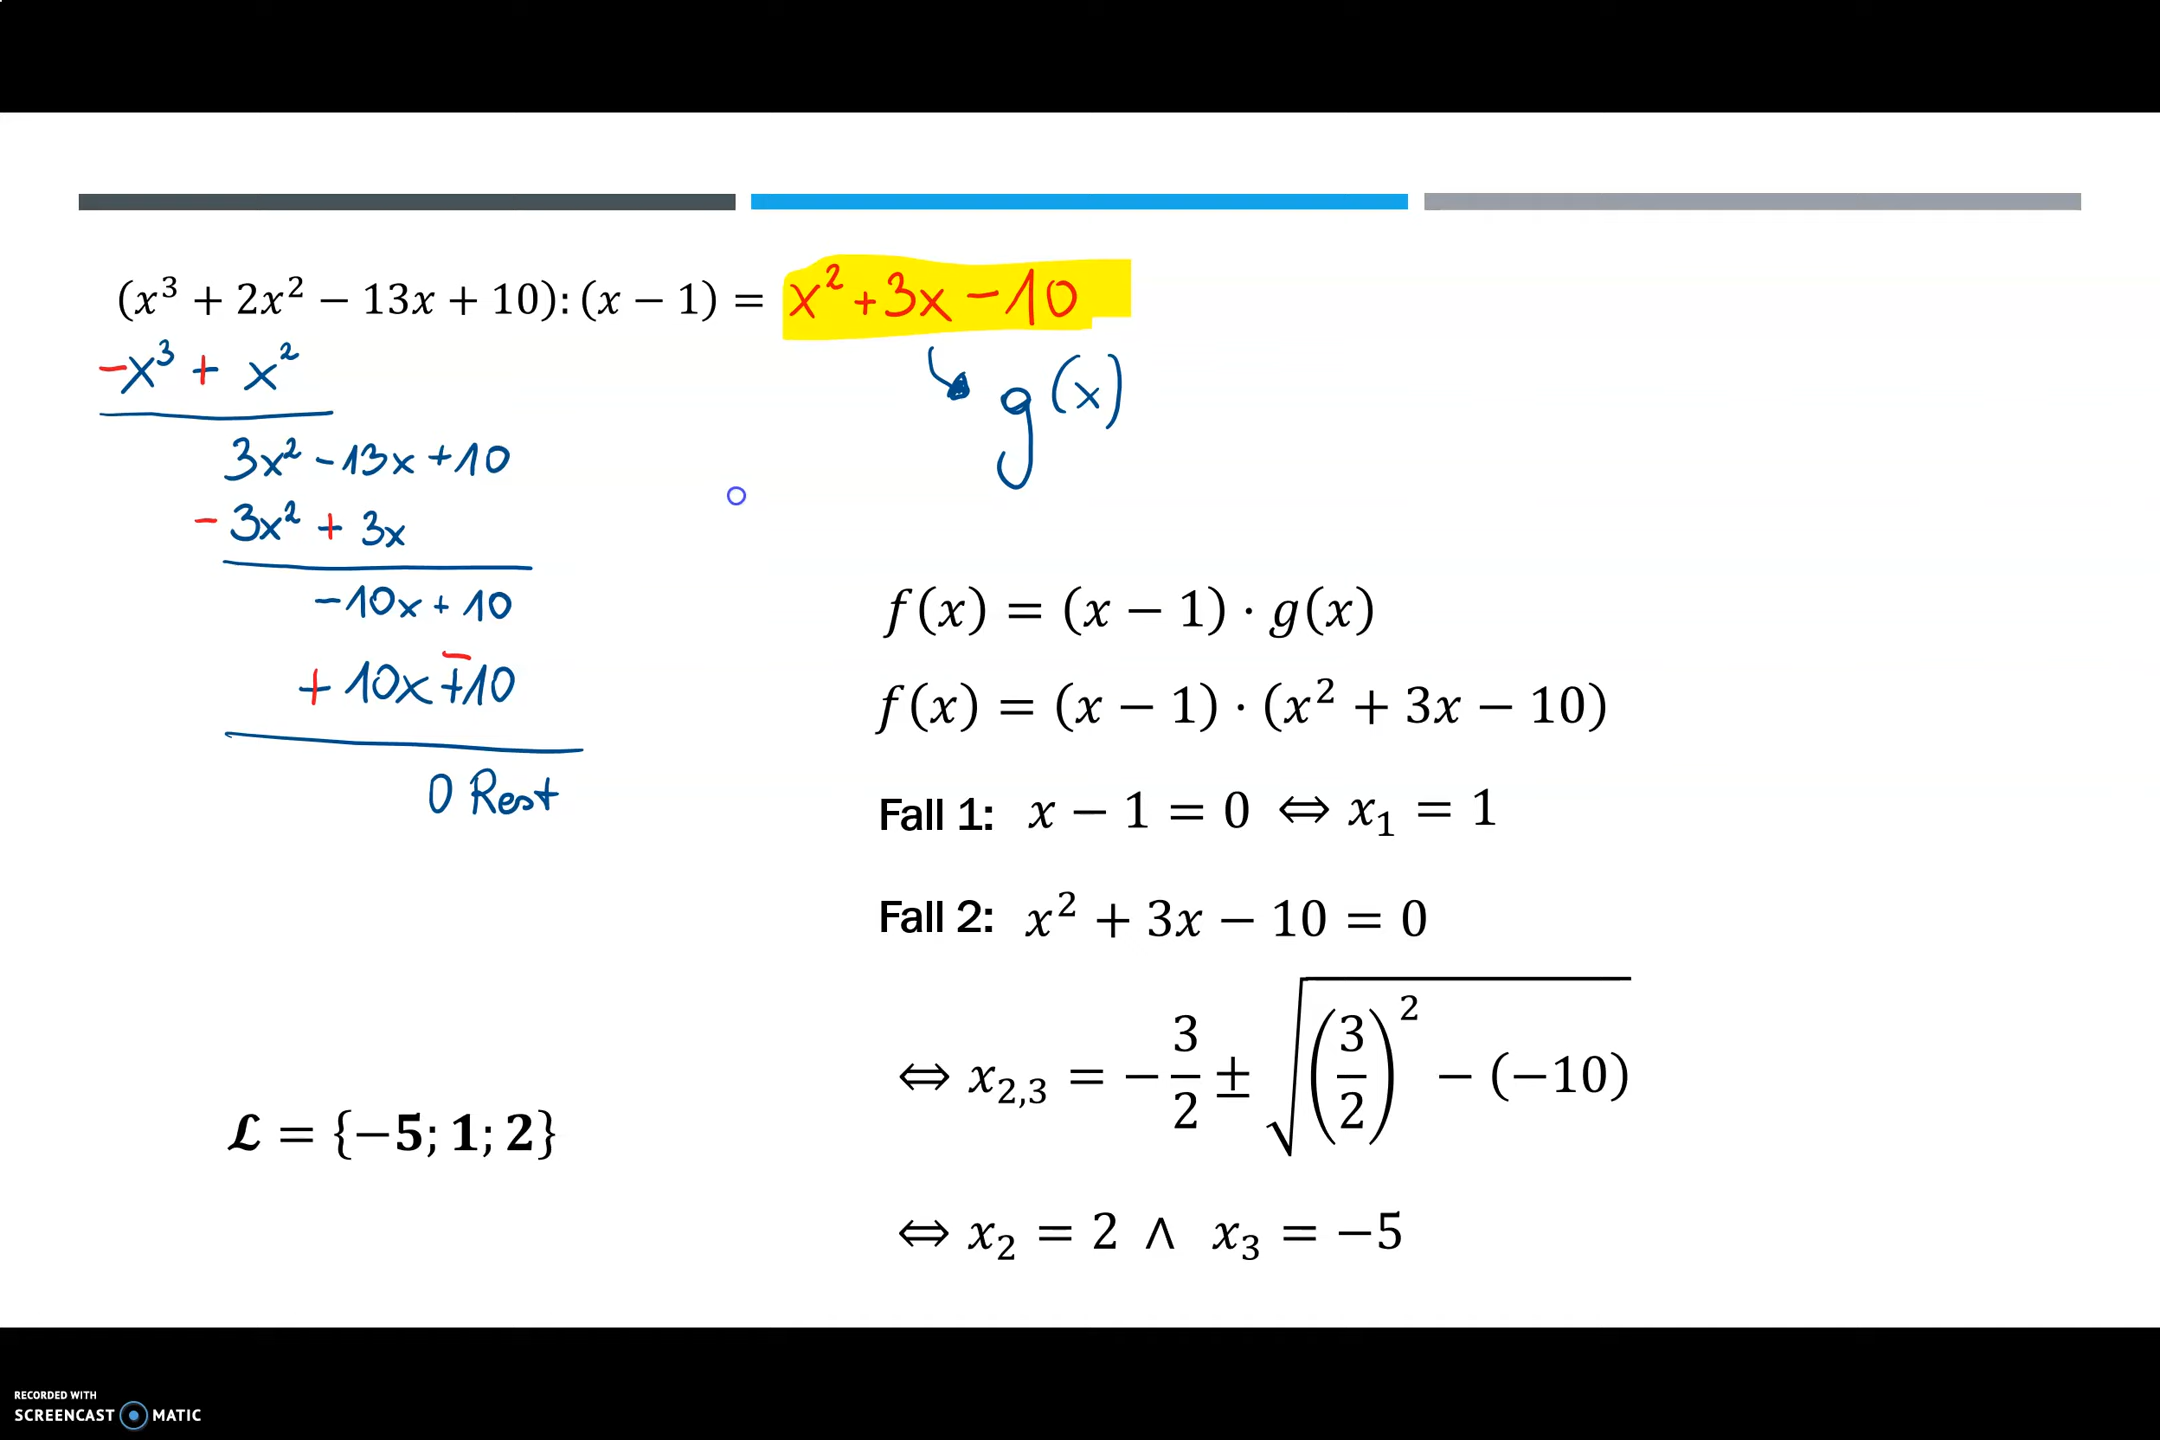 (x³ + 2x² − 13x + 10): (x − 1) = x² + 3x − 10
−x³ + x²
g(x)
3x² − 13x + 10
− 3x² + 3x
−10x + 10
f(x) = (x − 1) · g(x)
+ 10x − 10
f(x) = (x − 1) · (x² + 3x − 10)
0 Rest
Fall 1: x − 1 = 0 ⇔ x₁ = 1
Fall 2: x² + 3x − 10 = 0
⇔ x₂,₃ = −3/2 ± √((3/2)² − (−10))
ℒ = {−5; 1; 2}
⇔ x₂ = 2 ∧ x₃ = −5
RECORDED WITH
SCREENCAST MATIC